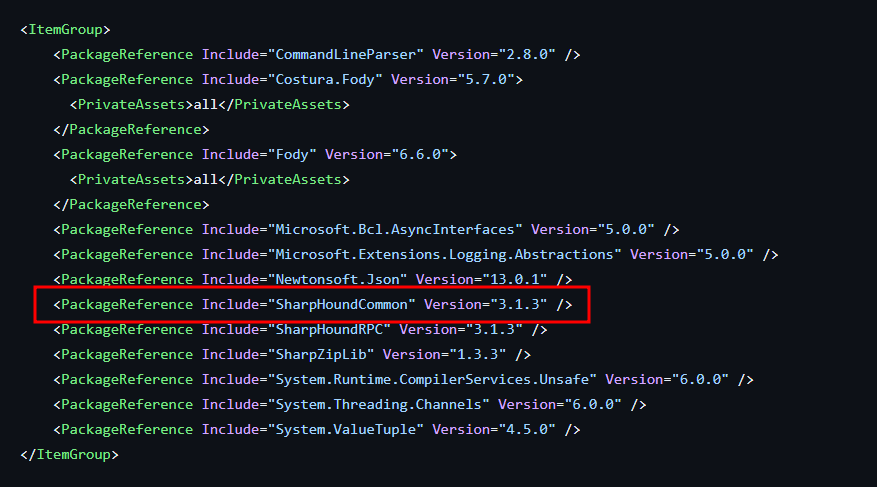 <ItemGroup>
<PackageReference Include="CommandLineParser" Version="2.8.0" />
<PackageReference Include="Costura.Fody" Version="5.7.0">
<PrivateAssets>all</PrivateAssets>
</PackageReference>
<PackageReference Include="Fody" Version="6.6.0">
<PrivateAssets>all</PrivateAssets>
</PackageReference>
<PackageReference Include="Microsoft.Bcl.AsyncInterfaces" Version="5.0.0" />
<PackageReference Include="Microsoft.Extensions.Logging.Abstractions" Version="5.0.0" />
<PackageReference Include="Newtonsoft.Json" Version="13.0.1" />
<PackageReference Include="SharpHoundCommon" Version="3.1.3" />
<PackageReference Include="SharpHoundRPC" Version="3.1.3" />
<PackageReference Include="SharpZipLib" Version="1.3.3" />
<PackageReference Include="System.Runtime.CompilerServices.Unsafe" Version="6.0.0" />
<PackageReference Include="System.Threading.Channels" Version="6.0.0" />
<PackageReference Include="System.ValueTuple" Version="4.5.0" />
</ItemGroup>